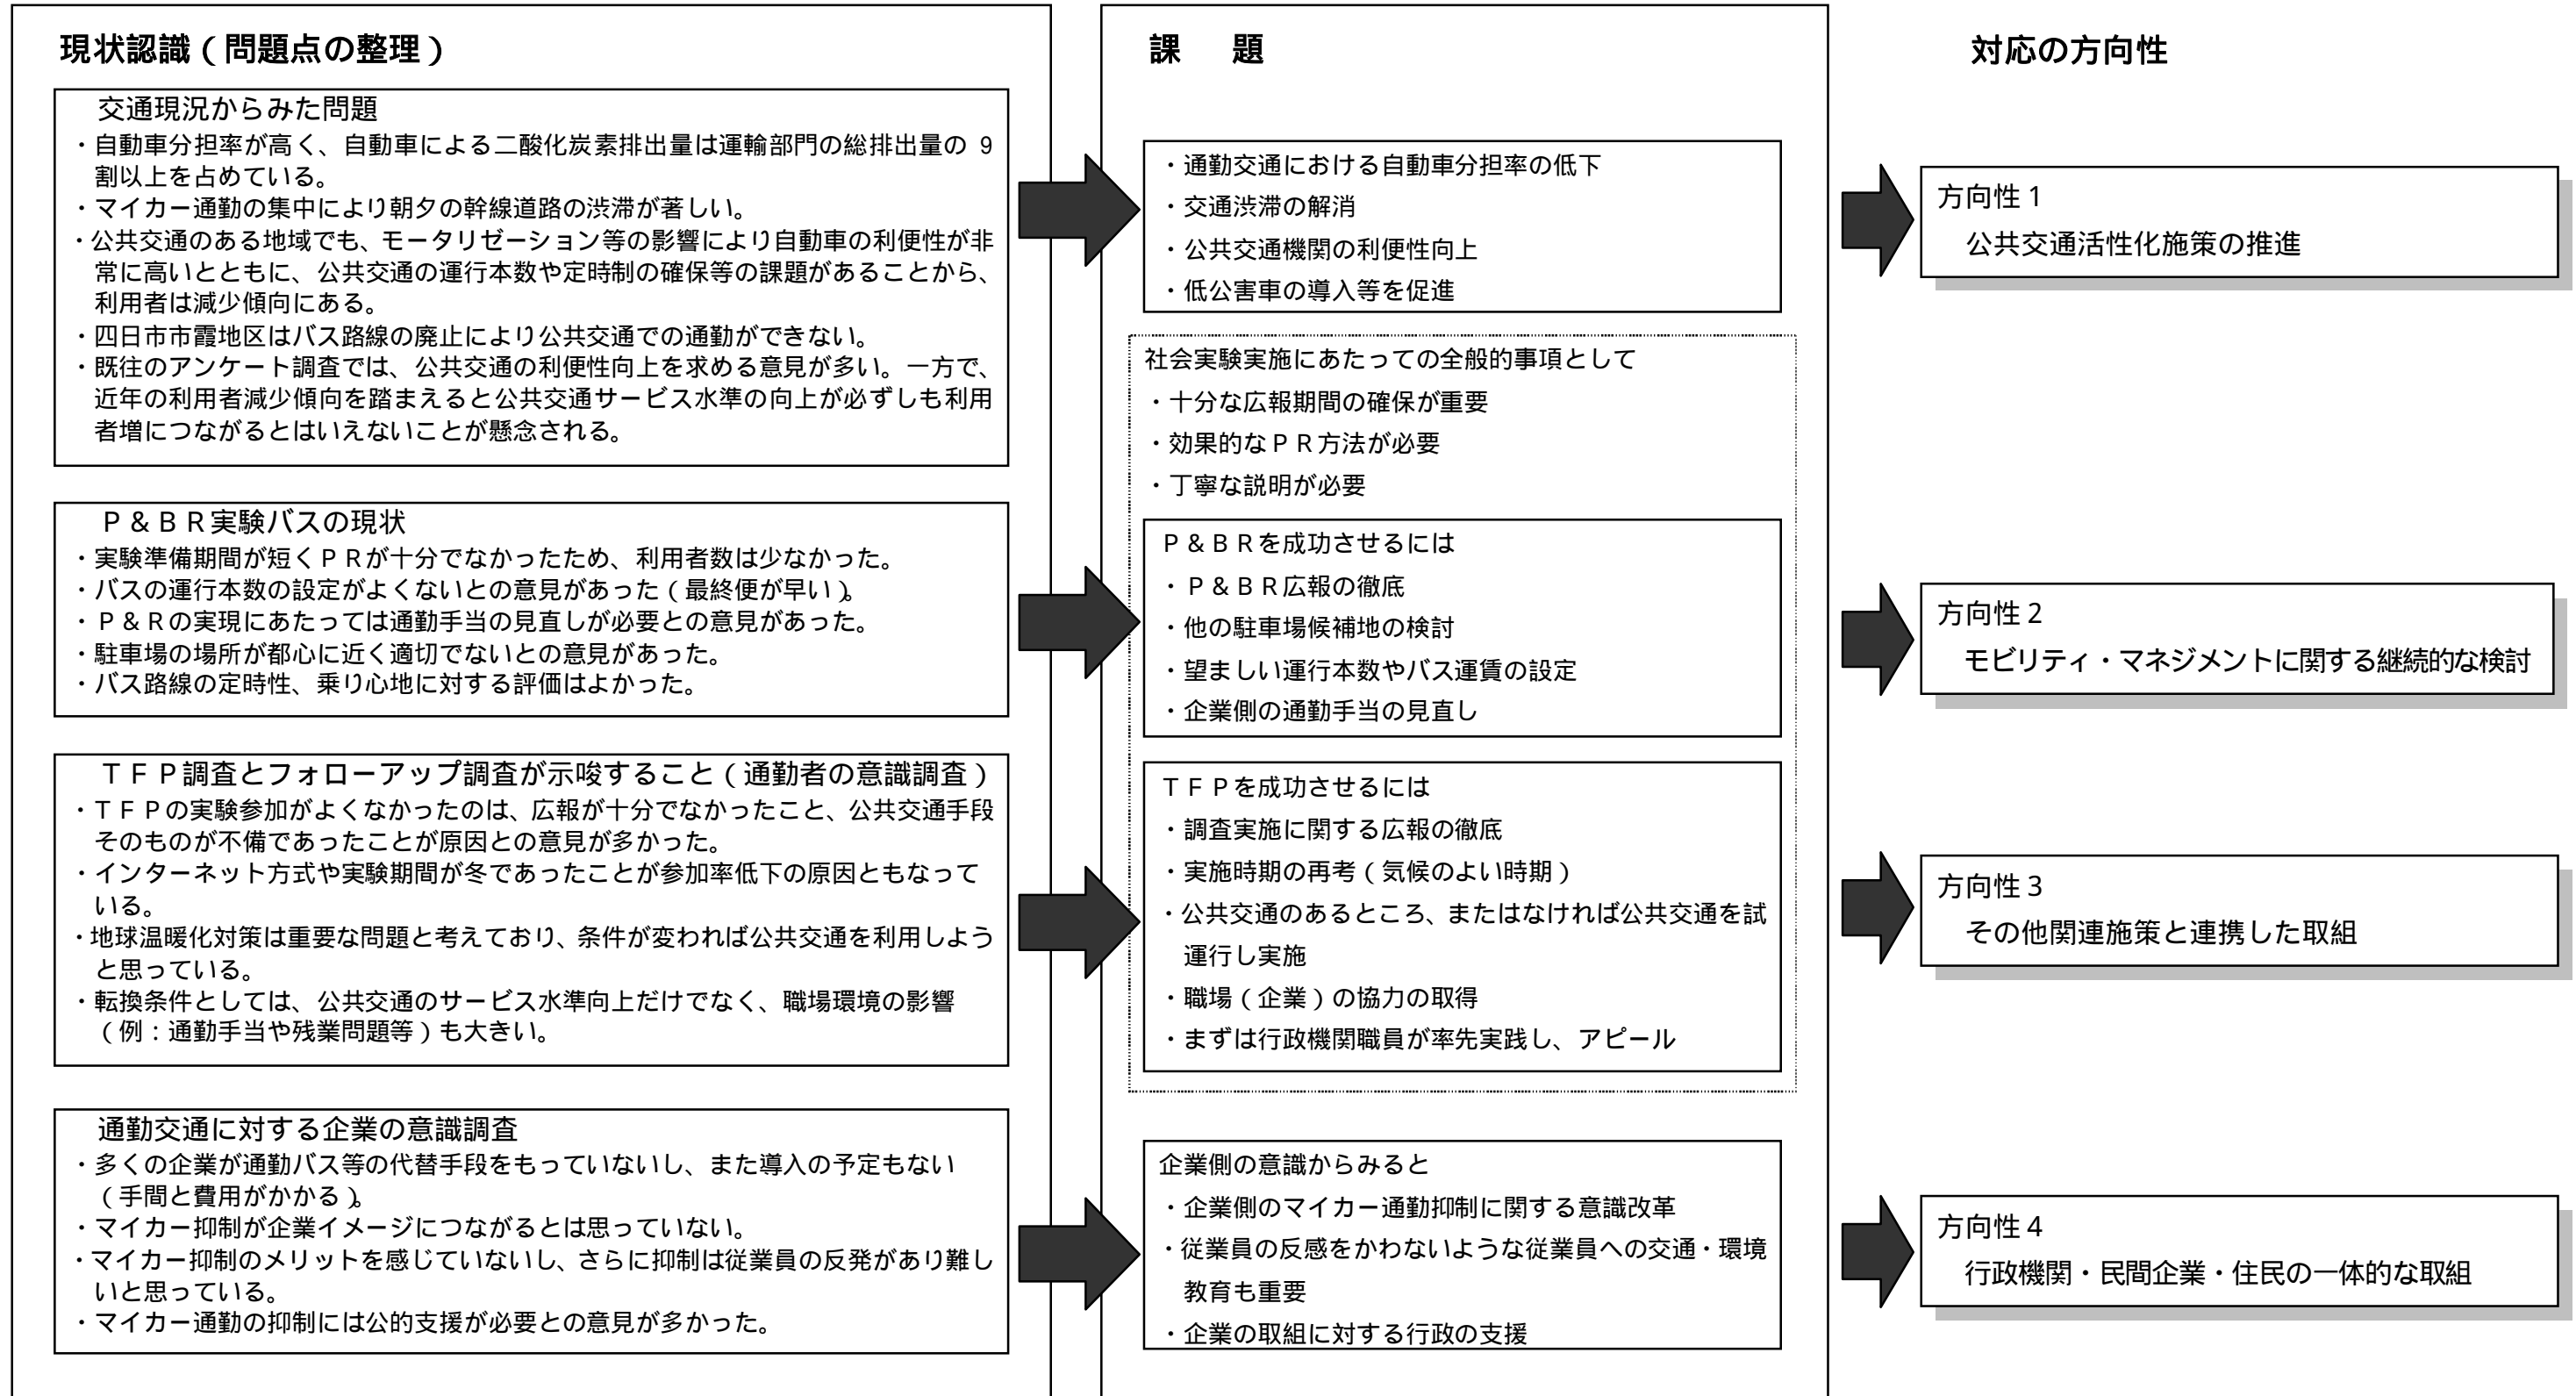 現状認識（問題点の整理）
交通現況からみた問題
・自動車分担率が高く、自動車による二酸化炭素排出量は運輸部門の総排出量の 9
割以上を占めている。
・マイカー通勤の集中により朝夕の幹線道路の渋滞が著しい。
・公共交通のある地域でも、モータリゼーション等の影響により自動車の利便性が非
常に高いとともに、公共交通の運行本数や定時制の確保等の課題があることから、
利用者は減少傾向にある。
・四日市市霞地区はバス路線の廃止により公共交通での通勤ができない。
・既往のアンケート調査では、公共交通の利便性向上を求める意見が多い。一方で、
近年の利用者減少傾向を踏まえると公共交通サービス水準の向上が必ずしも利用
者増につながるとはいえないことが懸念される。
Ｐ＆ＢＲ実験バスの現状
・実験準備期間が短くＰＲが十分でなかったため、利用者数は少なかった。
・バスの運行本数の設定がよくないとの意見があった（最終便が早い）。
・Ｐ＆Ｒの実現にあたっては通勤手当の見直しが必要との意見があった。
・駐車場の場所が都心に近く適切でないとの意見があった。
・バス路線の定時性、乗り心地に対する評価はよかった。
ＴＦＰ調査とフォローアップ調査が示唆すること（通勤者の意識調査）
・ＴＦＰの実験参加がよくなかったのは、広報が十分でなかったこと、公共交通手段
そのものが不備であったことが原因との意見が多かった。
・インターネット方式や実験期間が冬であったことが参加率低下の原因ともなって
いる。
・地球温暖化対策は重要な問題と考えており、条件が変われば公共交通を利用しよう
と思っている。
・転換条件としては、公共交通のサービス水準向上だけでなく、職場環境の影響
（例：通勤手当や残業問題等）も大きい。
通勤交通に対する企業の意識調査
・多くの企業が通勤バス等の代替手段をもっていないし、また導入の予定もない
（手間と費用がかかる）。
・マイカー抑制が企業イメージにつながるとは思っていない。
・マイカー抑制のメリットを感じていないし、さらに抑制は従業員の反発があり難し
いと思っている。
・マイカー通勤の抑制には公的支援が必要との意見が多かった。
課　題
・通勤交通における自動車分担率の低下
・交通渋滞の解消
・公共交通機関の利便性向上
・低公害車の導入等を促進
社会実験実施にあたっての全般的事項として
・十分な広報期間の確保が重要
・効果的なＰＲ方法が必要
・丁寧な説明が必要
Ｐ＆ＢＲを成功させるには
・Ｐ＆ＢＲ広報の徹底
・他の駐車場候補地の検討
・望ましい運行本数やバス運賃の設定
・企業側の通勤手当の見直し
ＴＦＰを成功させるには
・調査実施に関する広報の徹底
・実施時期の再考（気候のよい時期）
・公共交通のあるところ、またはなければ公共交通を試
運行し実施
・職場（企業）の協力の取得
・まずは行政機関職員が率先実践し、アピール
企業側の意識からみると
・企業側のマイカー通勤抑制に関する意識改革
・従業員の反感をかわないような従業員への交通・環境
教育も重要
・企業の取組に対する行政の支援
対応の方向性
方向性１
公共交通活性化施策の推進
方向性２
モビリティ・マネジメントに関する継続的な検討
方向性３
その他関連施策と連携した取組
方向性４
行政機関・民間企業・住民の一体的な取組